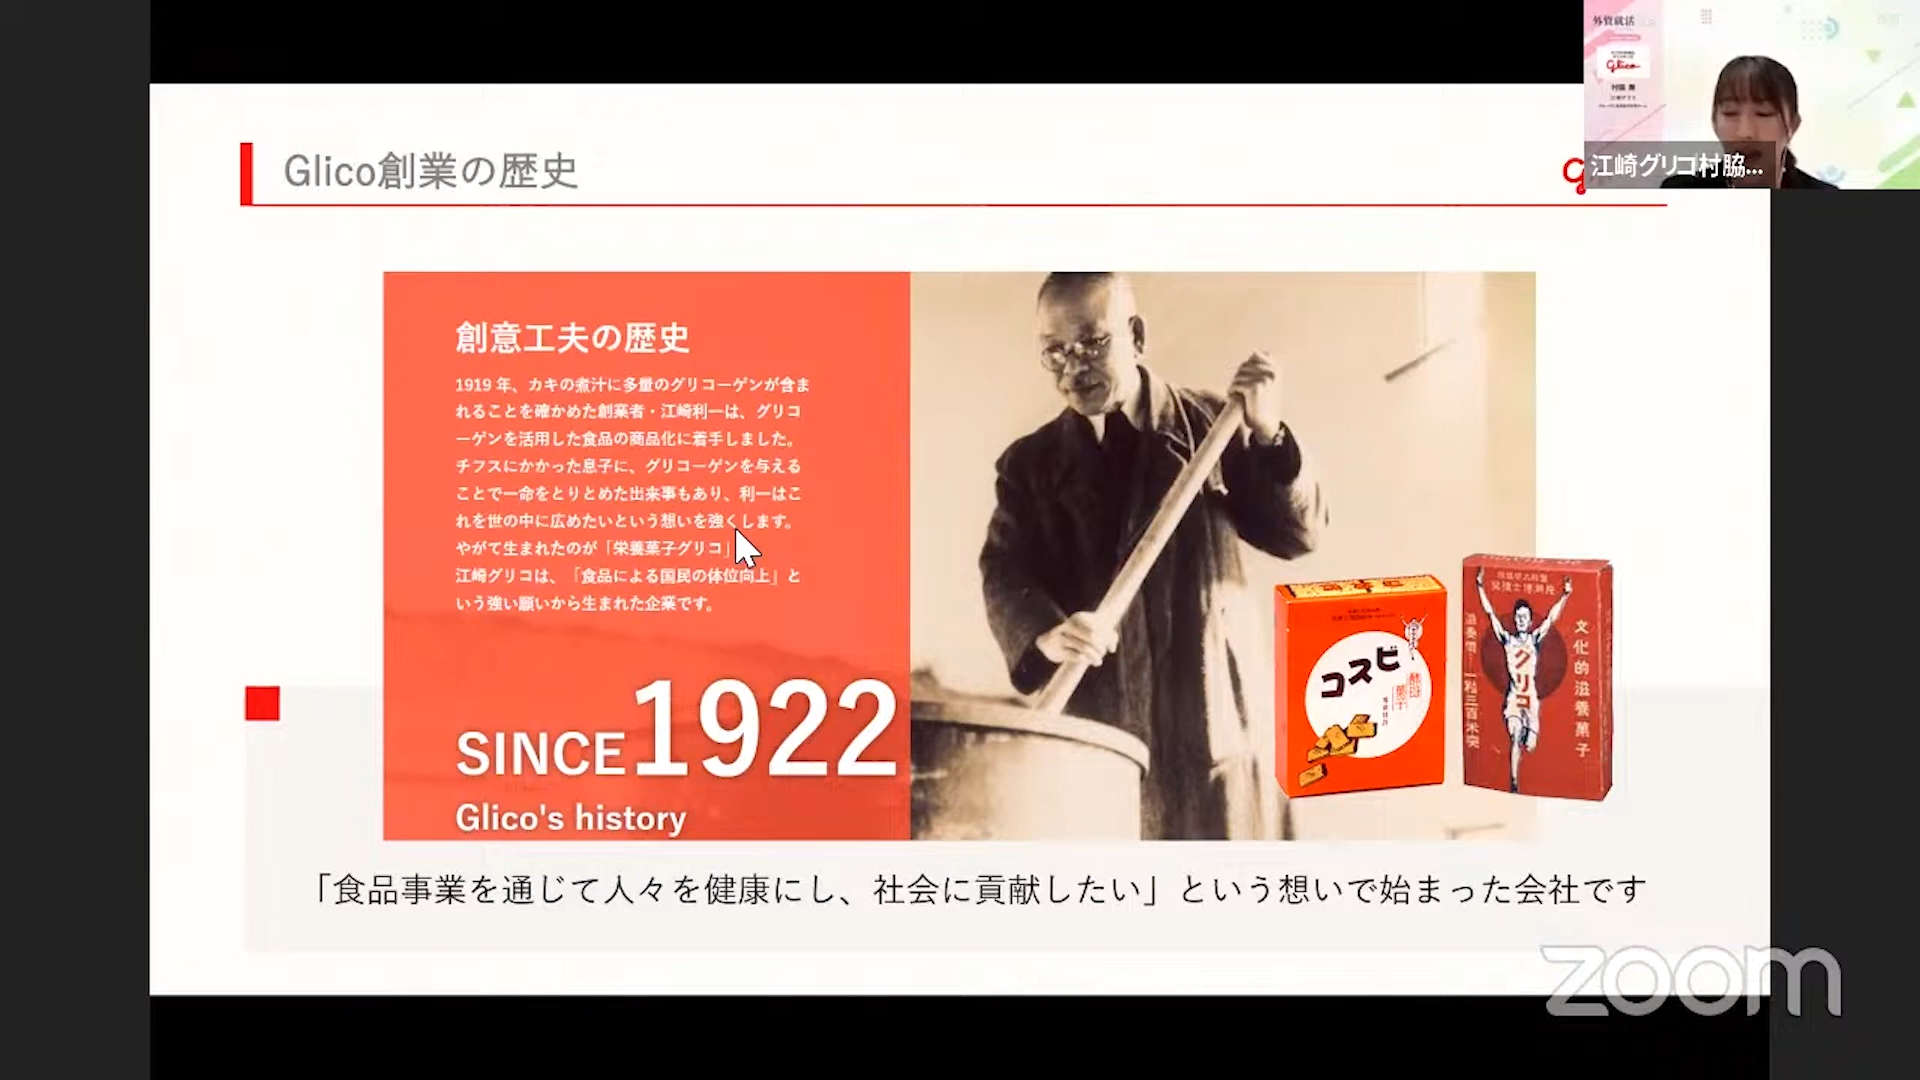 Glico創業の歴史
外資就活
Glico
江崎グリコ村脇...
創意工夫の歴史
1919 年、カキの煮汁に多量のグリコーゲンが含ま
れることを確かめた創業者・江崎利一は、グリコ
ーゲンを活用した食品の商品化に着手しました。
チフスにかかった息子に、グリコーゲンを与える
ことで一命をとりとめた出来事もあり、利一はこ
れを世の中に広めたいという想いを強くします。
やがて生まれたのが「栄養菓子グリコ」
江崎グリコは、「食品による国民の体位向上」と
いう強い願いから生まれた企業です。
SINCE1922
Glico's history
ビスコ
グリコ
文化的滋養菓子
一粒三百米突
「食品事業を通じて人々を健康にし、社会に貢献したい」という想いで始まった会社です
zoom